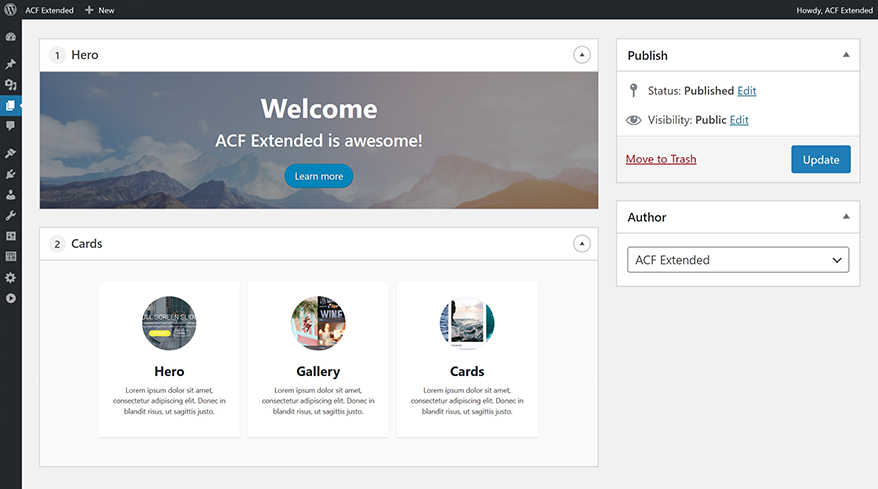 ACF Extended
New
Howdy, ACF Extended
1 Hero
Welcome
ACF Extended is awesome!
Learn more
2 Cards
Hero
Lorem ipsum dolor sit amet,
consectetur adipiscing elit. Donec in
blandit risus, ut sagittis justo.
Gallery
Lorem ipsum dolor sit amet,
consectetur adipiscing elit. Donec in
blandit risus, ut sagittis justo.
Cards
Lorem ipsum dolor sit amet,
consectetur adipiscing elit. Donec in
blandit risus, ut sagittis justo.
Publish
Status: Published Edit
Visibility: Public Edit
Move to Trash
Update
Author
ACF Extended